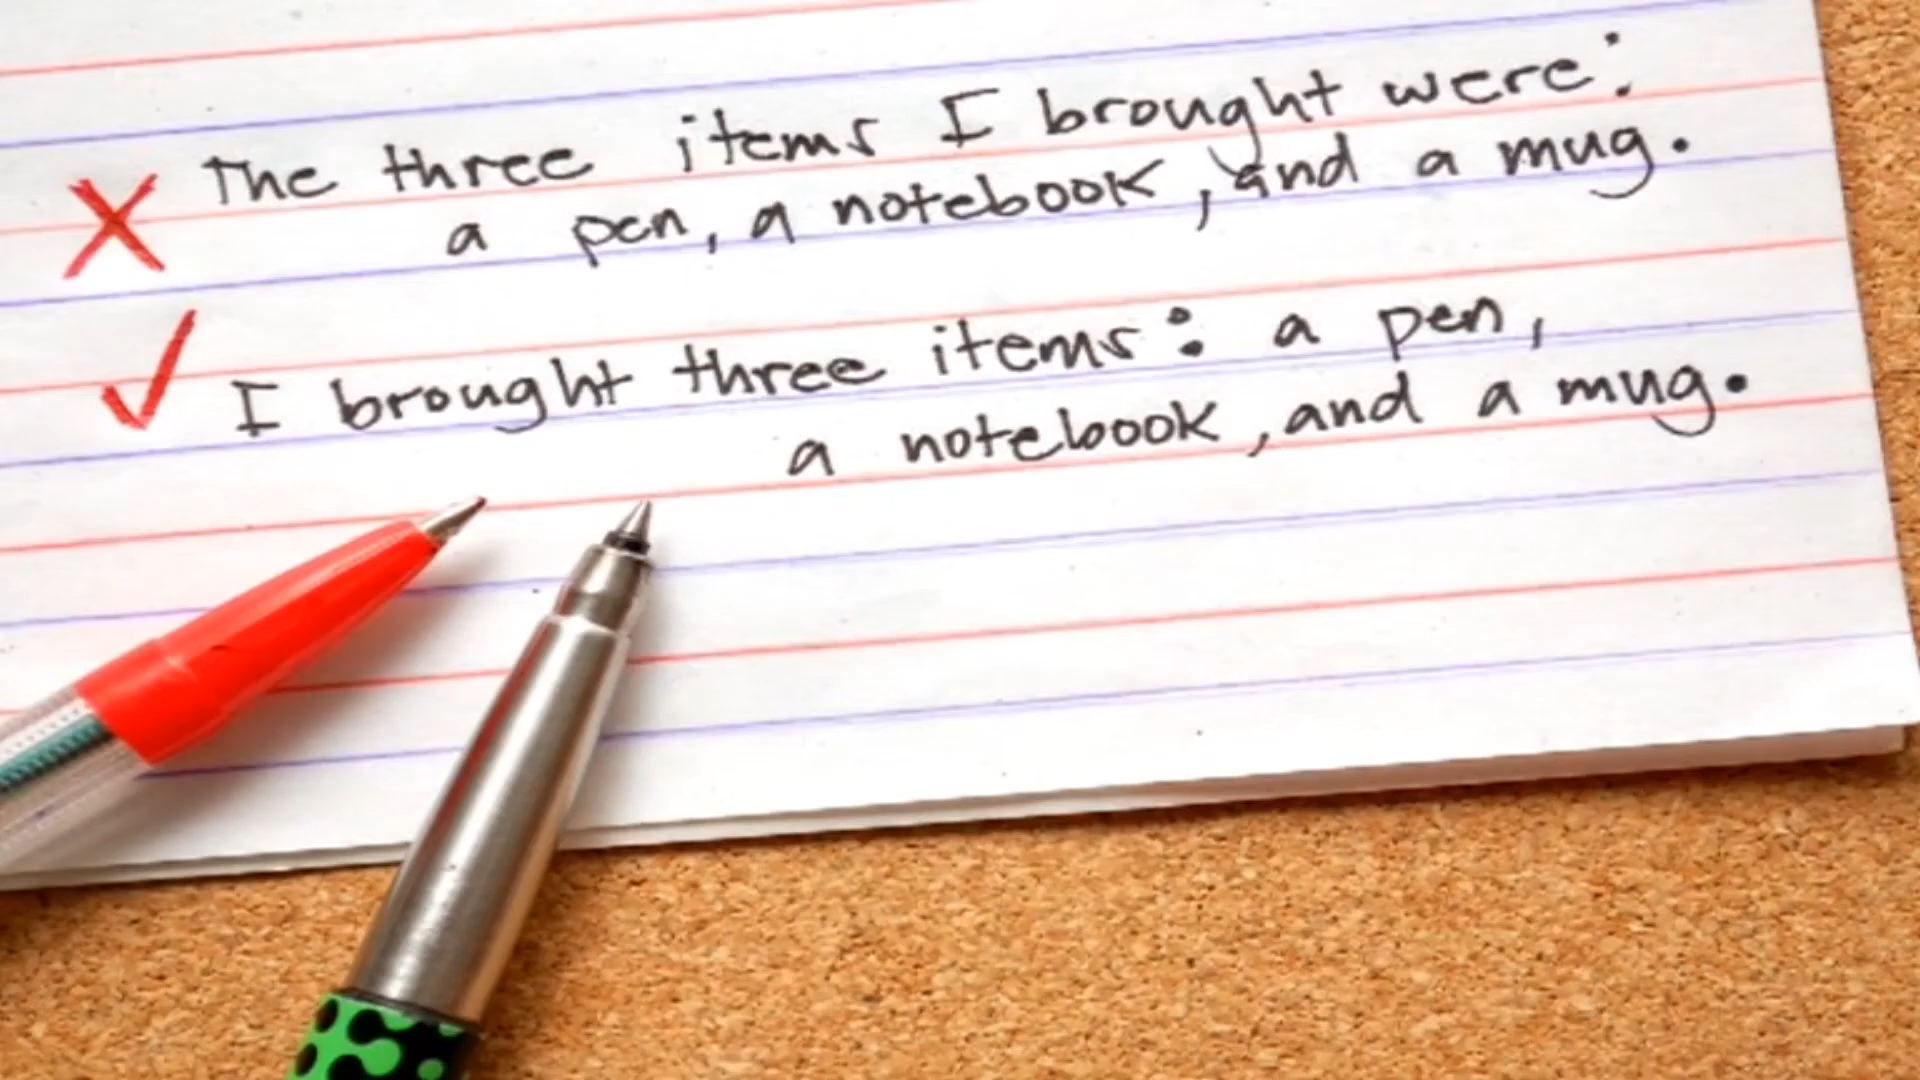 The three items I brought were:
a pen, a notebook, and a mug.
I brought three items: a pen,
a notebook, and a mug.